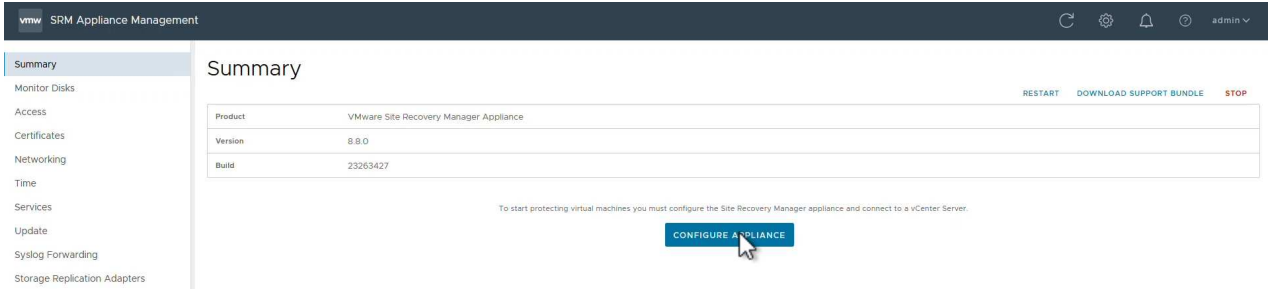 vmw SRM Appliance Management admin
Summary
Monitor Disks
Access
Certificates
Networking
Time
Services
Update
Syslog Forwarding
Storage Replication Adapters
Summary
RESTART DOWNLOAD SUPPORT BUNDLE STOP
Product VMware Site Recovery Manager Appliance
Version 8.8.0
Build 23263427
To start protecting virtual machines you must configure the Site Recovery Manager appliance and connect to a vCenter Server.
CONFIGURE APPLIANCE